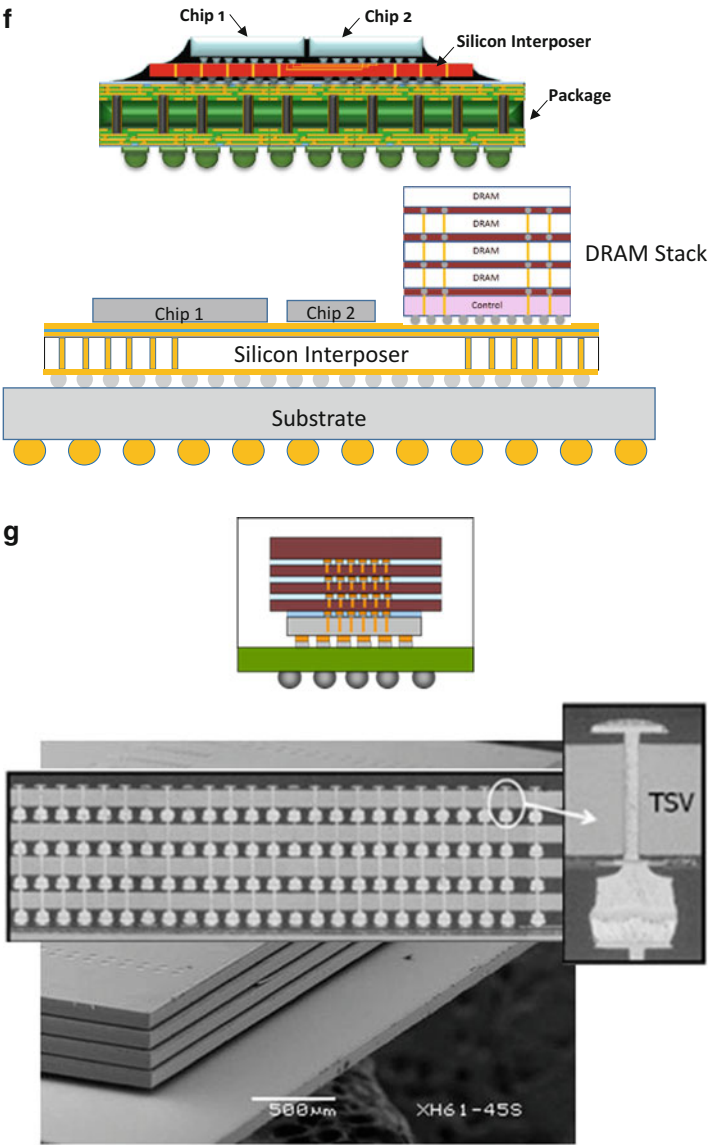 f
Chip 1
Chip 2
Silicon Interposer
Package
DRAM
DRAM
DRAM
DRAM
Control
DRAM Stack
Chip 1
Chip 2
Silicon Interposer
Substrate
g
TSV
500µm
XH61-45S